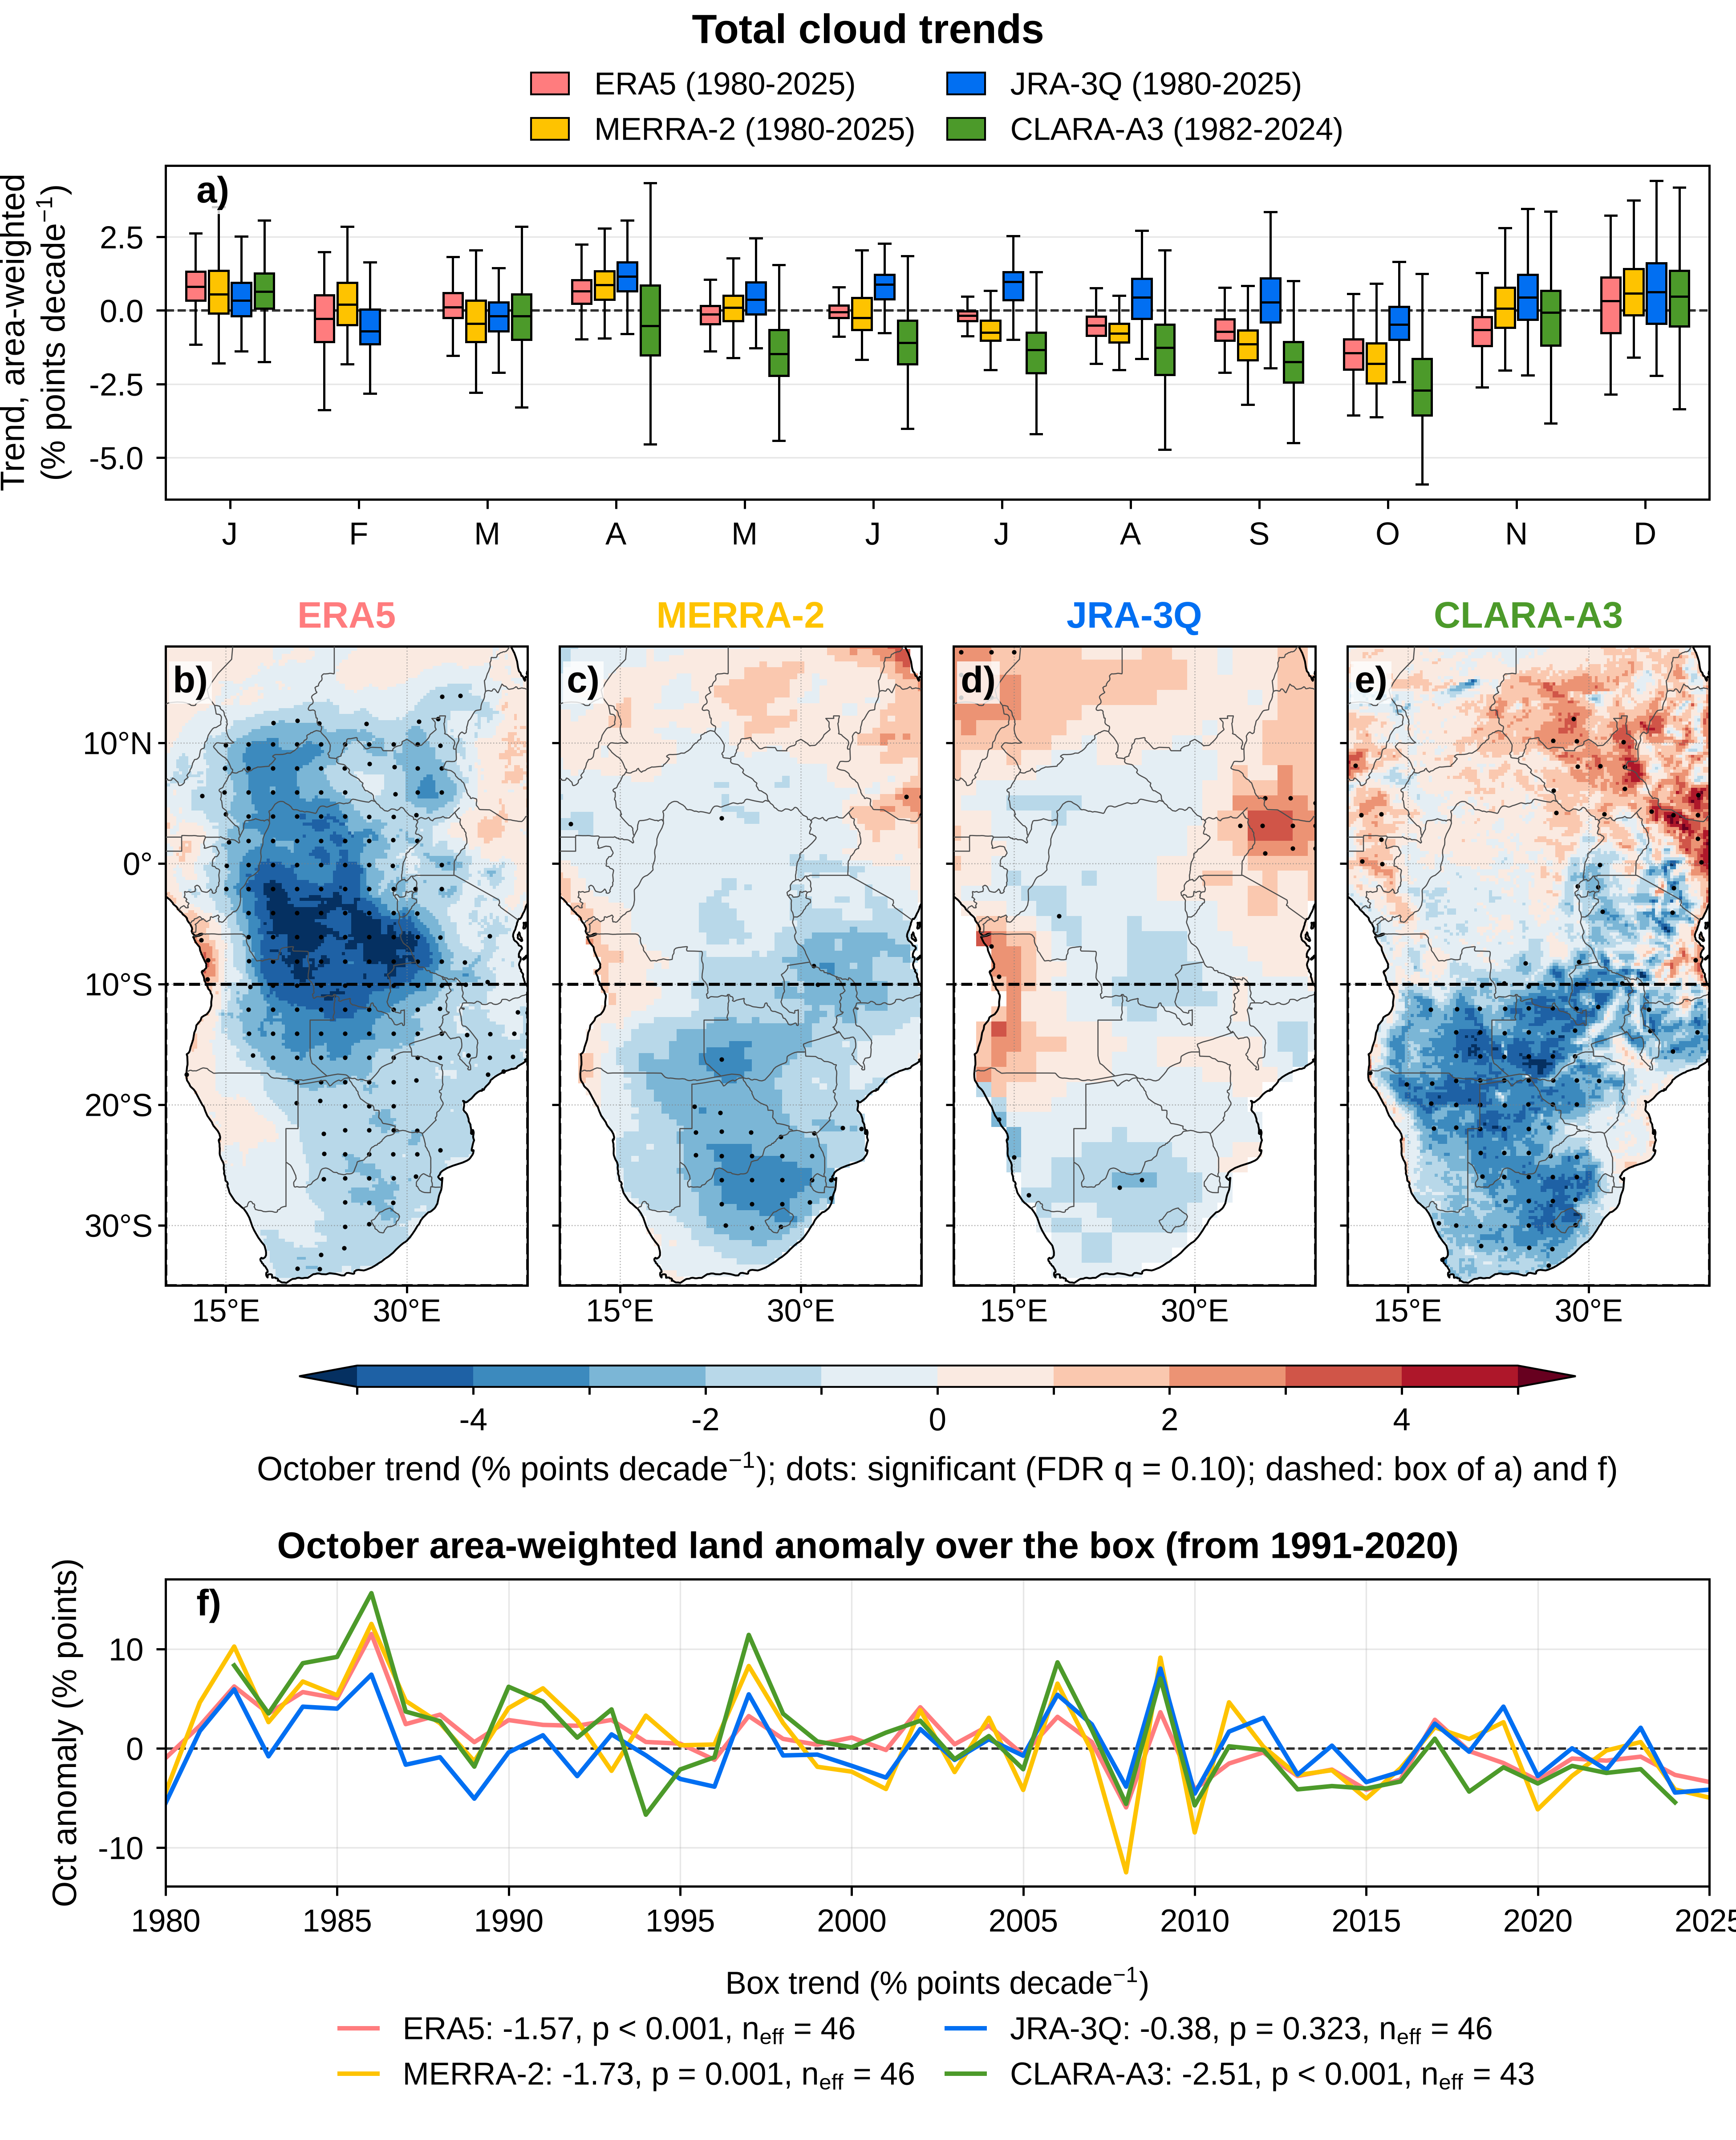 Total cloud trends
ERA5 (1980-2025)
JRA-3Q (1980-2025)
MERRA-2 (1980-2025)
CLARA-A3 (1982-2024)
a)
Trend, area-weighted
(% points decade⁻¹)
2.5
0.0
-2.5
-5.0
J F M A M J J A S O N D
ERA5
MERRA-2
JRA-3Q
CLARA-A3
b)
c)
d)
e)
10°N
0°
10°S
20°S
30°S
15°E 30°E 15°E 30°E 15°E 30°E 15°E 30°E
-4 -2 0 2 4
October trend (% points decade⁻¹); dots: significant (FDR q = 0.10); dashed: box of a) and f)
October area-weighted land anomaly over the box (from 1991-2020)
f)
Oct anomaly (% points)
10
0
-10
1980 1985 1990 1995 2000 2005 2010 2015 2020 2025
Box trend (% points decade⁻¹)
ERA5: -1.57, p < 0.001, neff = 46
JRA-3Q: -0.38, p = 0.323, neff = 46
MERRA-2: -1.73, p = 0.001, neff = 46
CLARA-A3: -2.51, p < 0.001, neff = 43